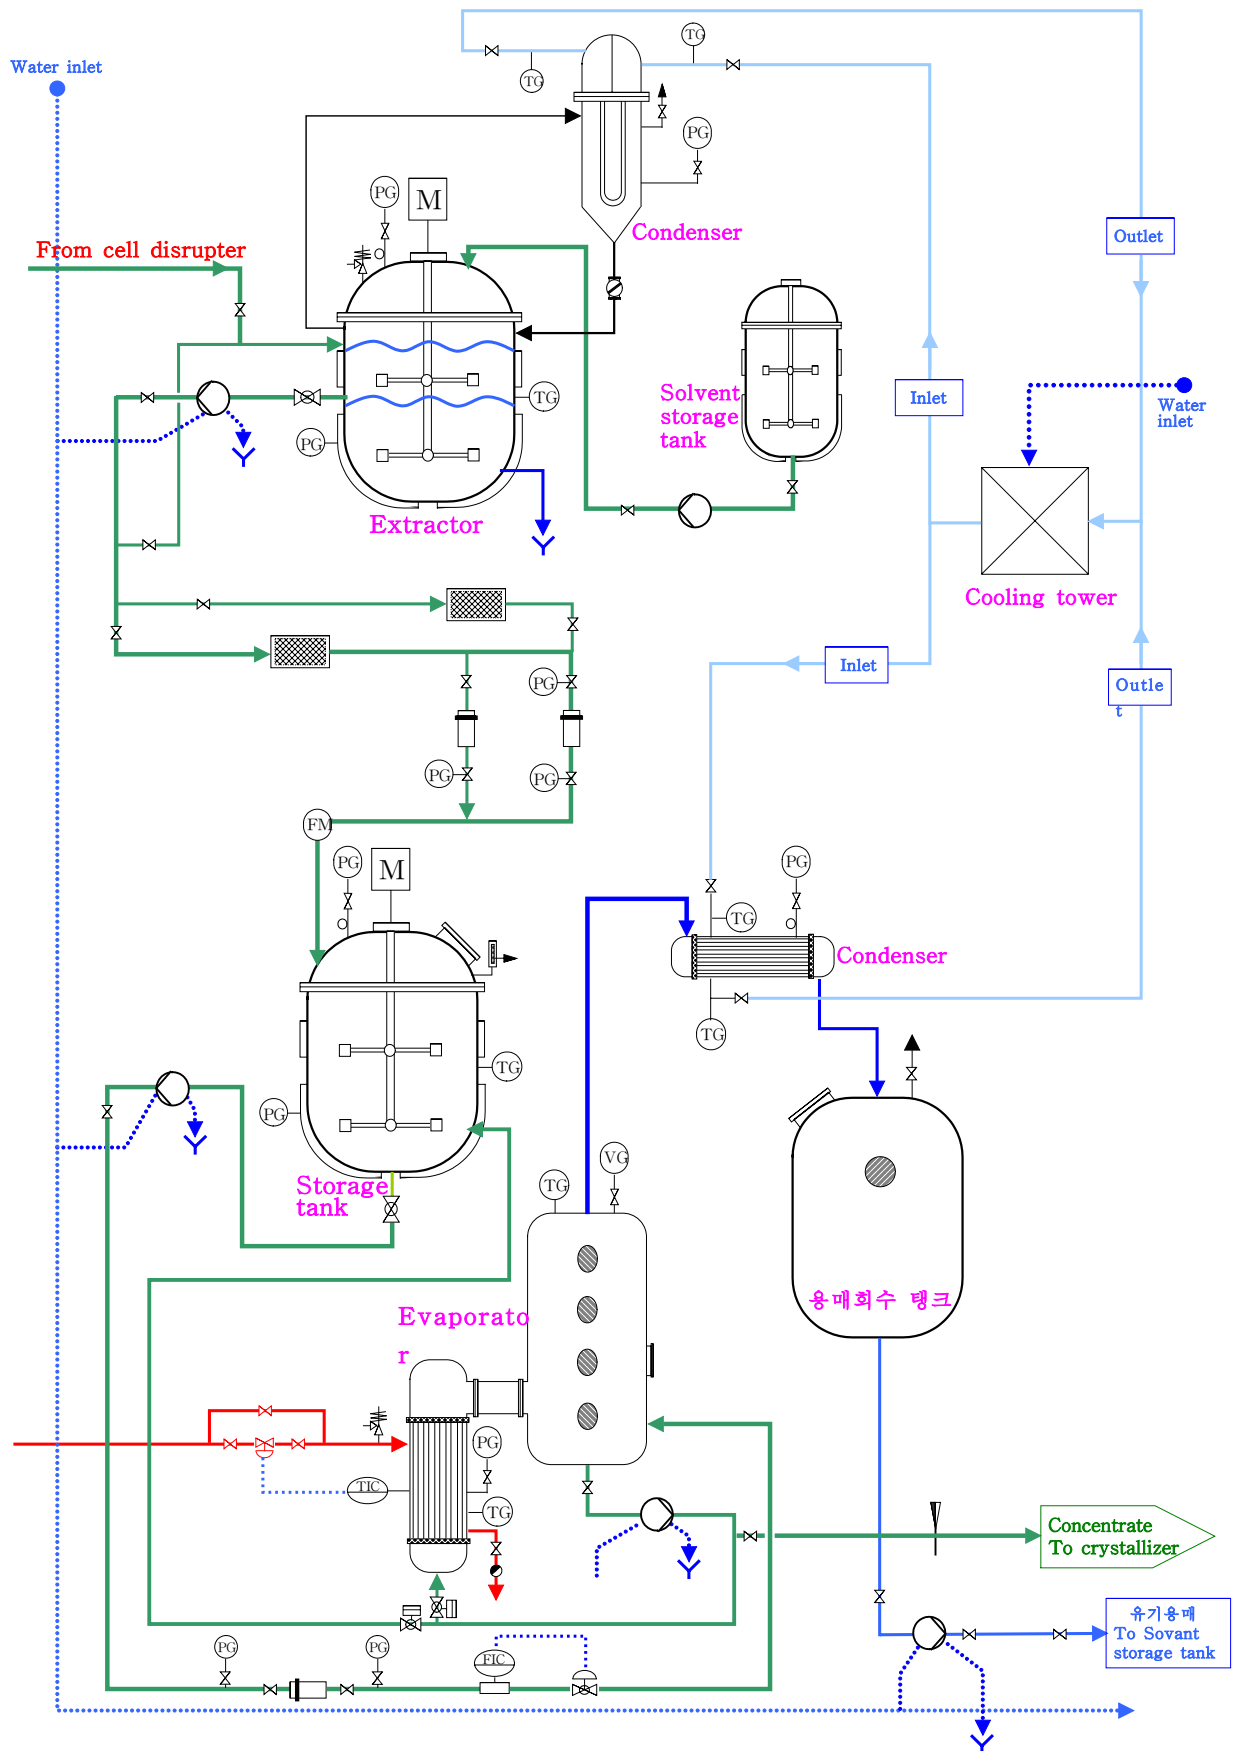 TG
Water inlet
TG
PG
PG
M
Outlet
Condenser
From cell disrupter
Solvent
storage
tank
Inlet
TG
Water
inlet
PG
Extractor
Cooling tower
Inlet
PG
Outle
t
PG
PG
FM
PG
M
PG
TG
Condenser
TG
TG
PG
VG
TG
Storage
tank
용매회수 탱크
Evaporato
r
PG
TIC
TG
Concentrate
To crystallizer
유기용매
To Sovant
storage tank
PG
PG
FIC